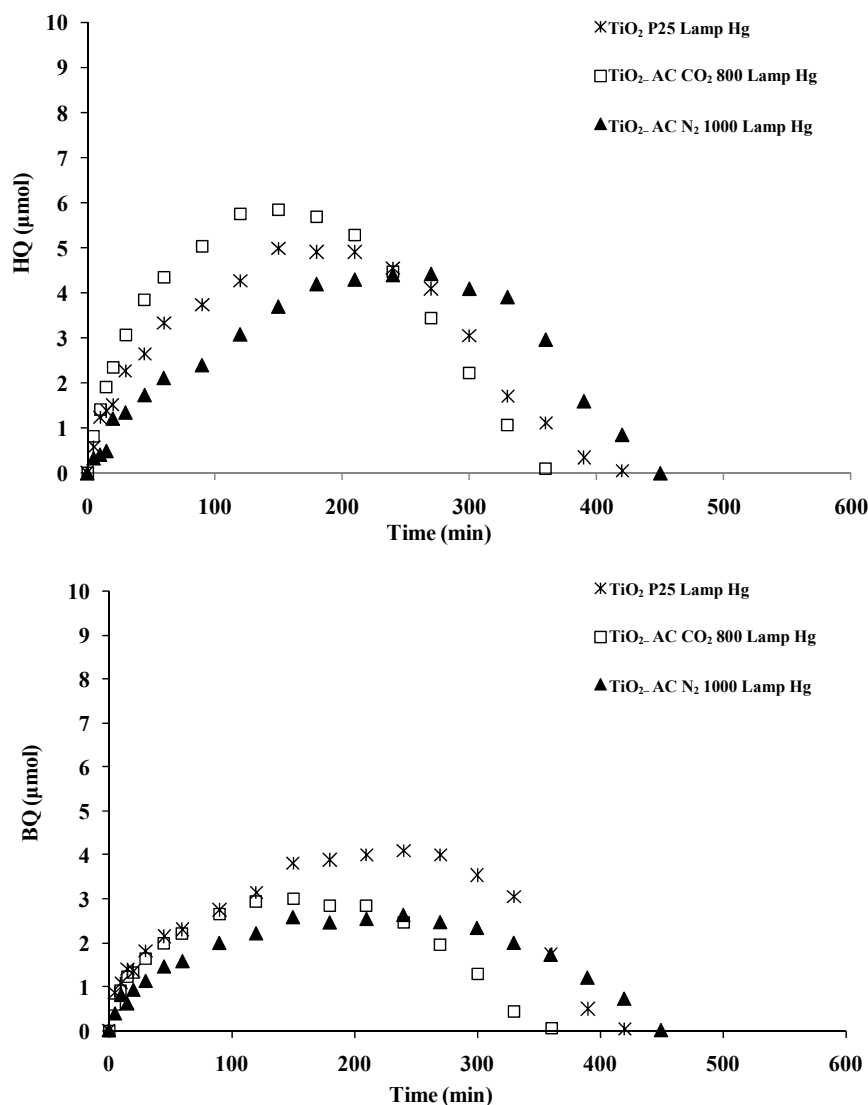 10
9
8
7
6
5
4
3
2
1
0
HQ (µmol)
TiO₂ P25 Lamp Hg
TiO₂₋ AC CO₂ 800 Lamp Hg
TiO₂₋ AC N₂ 1000 Lamp Hg
0 100 200 300 400 500 600
Time (min)
10
9
8
7
6
5
4
3
2
1
0
BQ (µmol)
TiO₂ P25 Lamp Hg
TiO₂₋ AC CO₂ 800 Lamp Hg
TiO₂₋ AC N₂ 1000 Lamp Hg
0 100 200 300 400 500 600
Time (min)